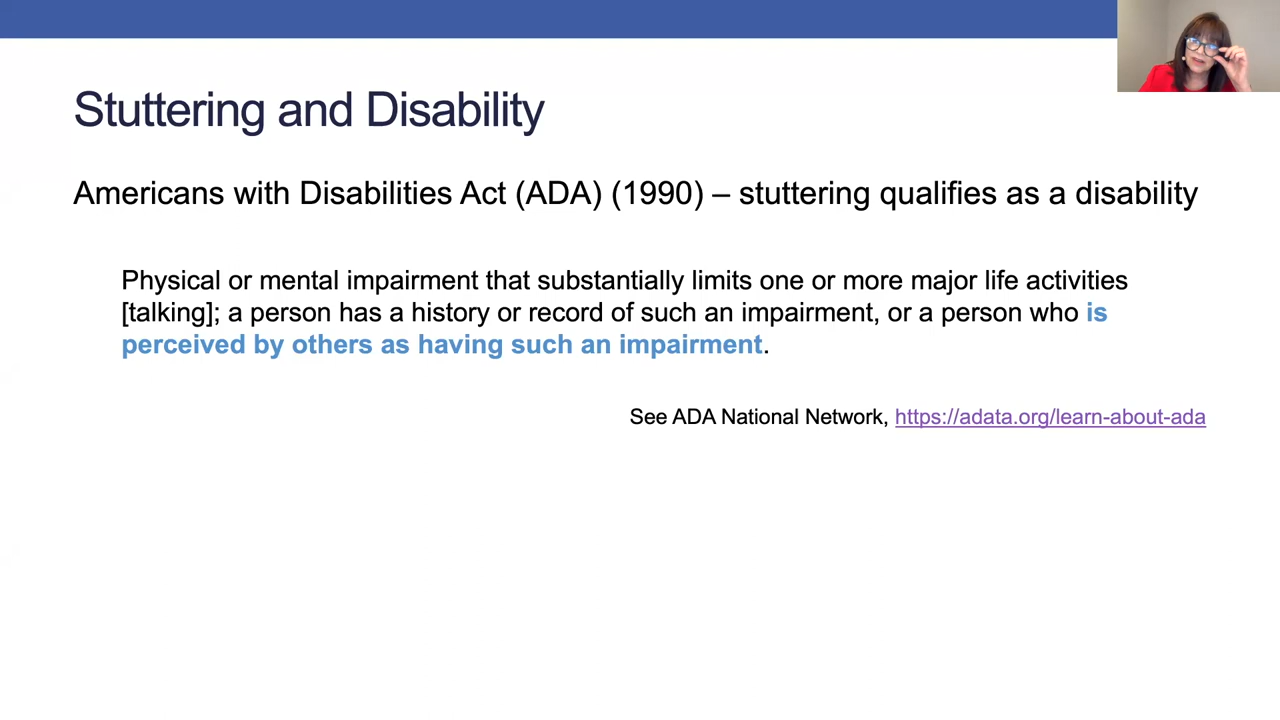 Stuttering and Disability
Americans with Disabilities Act (ADA) (1990) – stuttering qualifies as a disability
Physical or mental impairment that substantially limits one or more major life activities
[talking]; a person has a history or record of such an impairment, or a person who is
perceived by others as having such an impairment.
See ADA National Network, https://adata.org/learn-about-ada